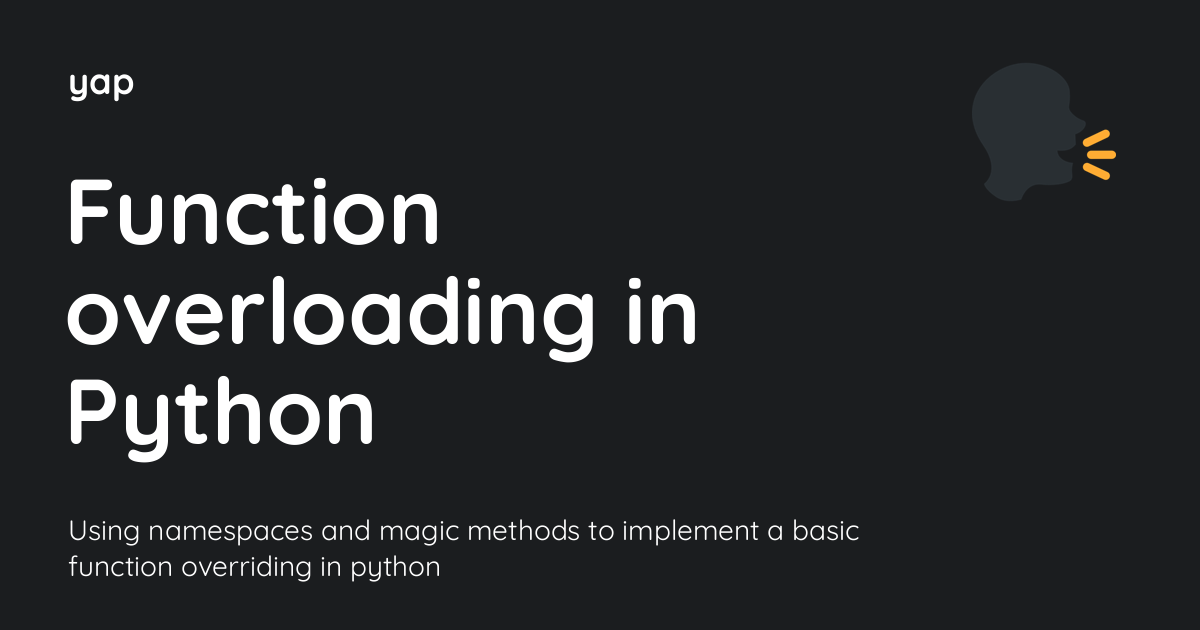 yap
Function
overloading in
Python
Using namespaces and magic methods to implement a basic
function overriding in python